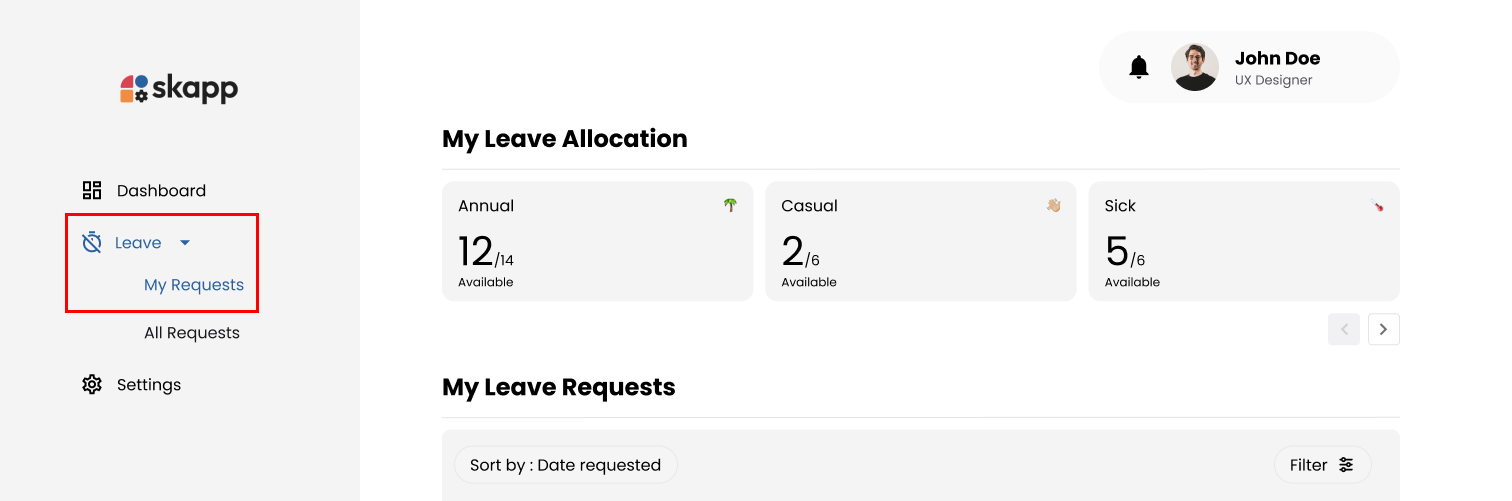 skapp
Dashboard
Leave
My Requests
All Requests
Settings
John Doe
UX Designer
My Leave Allocation
Annual
12/14
Available
Casual
2/6
Available
Sick
5/6
Available
My Leave Requests
Sort by : Date requested
Filter